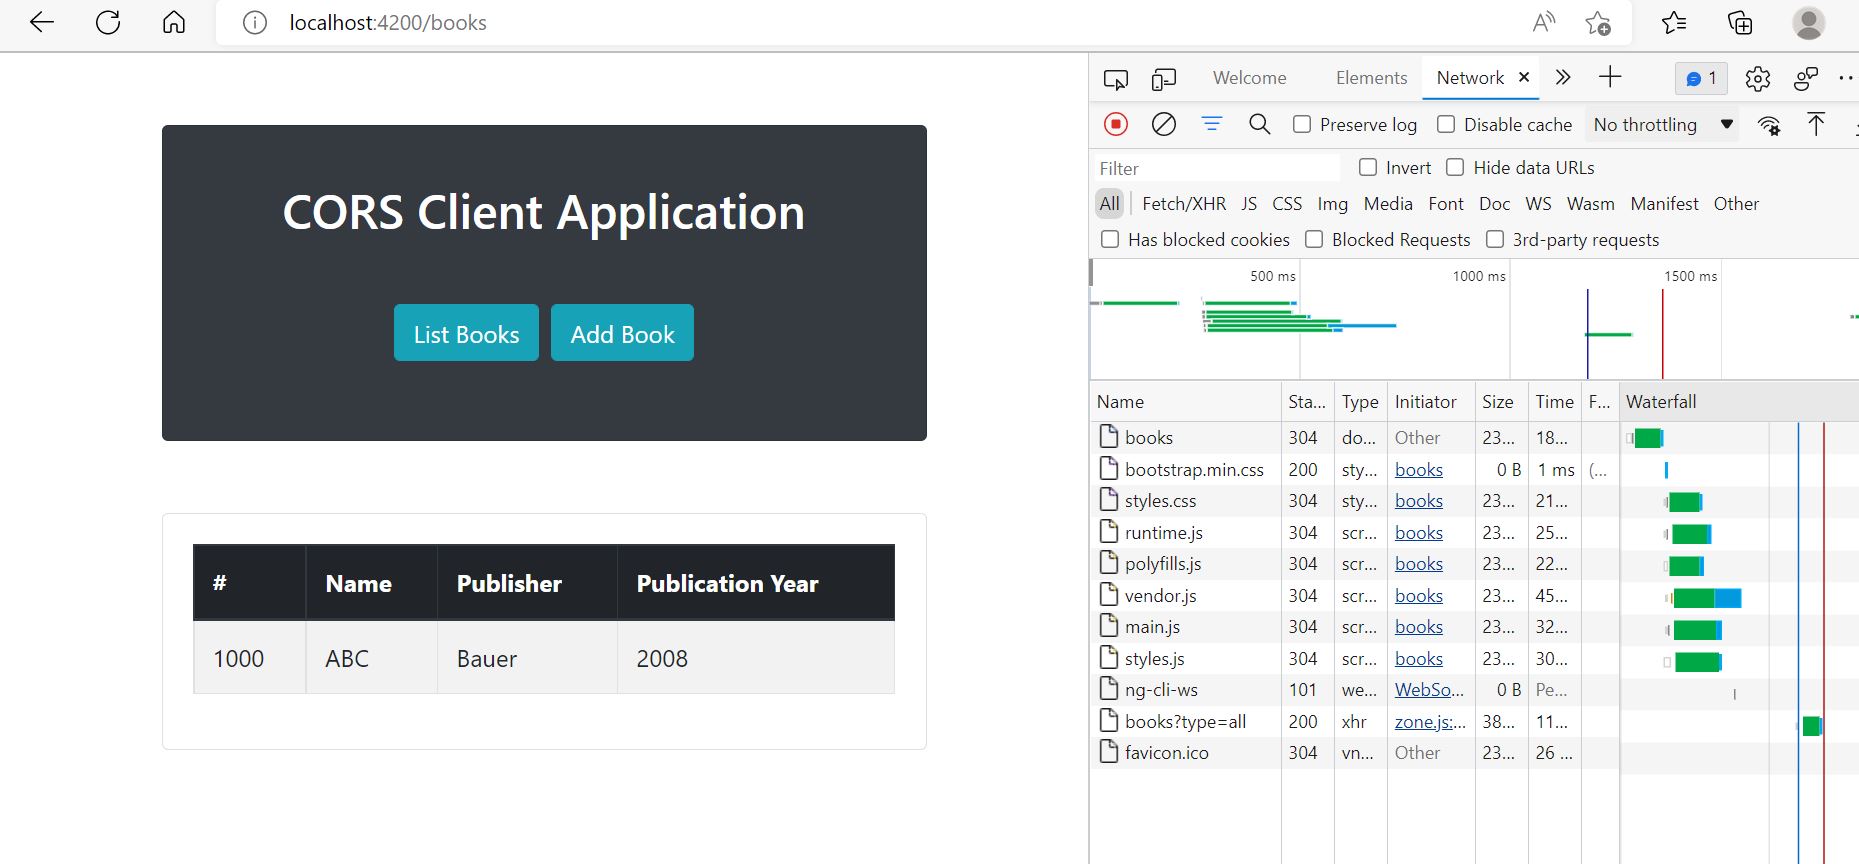 localhost:4200/books
CORS Client Application
List Books Add Book
# Name Publisher Publication Year
1000 ABC Bauer 2008
Welcome Elements Network 1
Preserve log Disable cache No throttling
Filter Invert Hide data URLs
All Fetch/XHR JS CSS Img Media Font Doc WS Wasm Manifest Other
Has blocked cookies Blocked Requests 3rd-party requests
500 ms 1000 ms 1500 ms
Name Sta... Type Initiator Size Time F... Waterfall
books 304 do... Other 23... 18...
bootstrap.min.css 200 sty... books 0 B 1 ms (...
styles.css 304 sty... books 23... 21...
runtime.js 304 scr... books 23... 25...
polyfills.js 304 scr... books 23... 22...
vendor.js 304 scr... books 23... 45...
main.js 304 scr... books 23... 32...
styles.js 304 scr... books 23... 30...
ng-cli-ws 101 we... WebSo... 0 B Pe...
books?type=all 200 xhr zone.js:... 38... 11...
favicon.ico 304 vn... Other 23... 26 ...